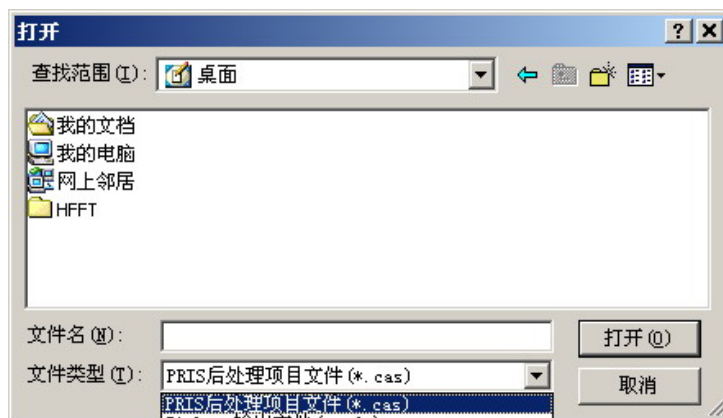 打开
查找范围(I): 桌面
我的文档
我的电脑
网上邻居
HFFT
文件名(N):
打开(O)
文件类型(T): PRIS后处理项目文件(*.cas)
取消
PRIS后处理项目文件(*.cas)